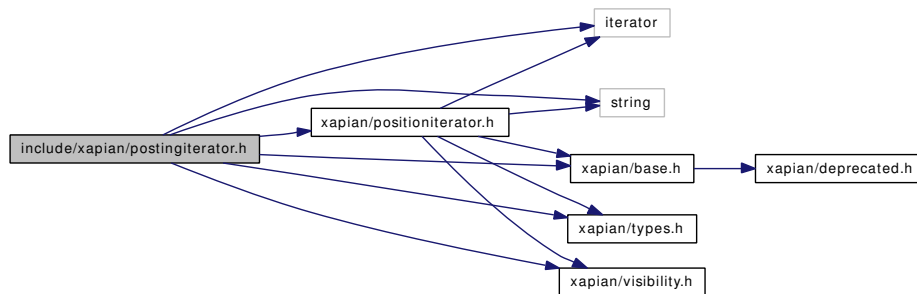 iterator
string
xapian/positioniterator.h
include/xapian/postingiterator.h
xapian/base.h
xapian/deprecated.h
xapian/types.h
xapian/visibility.h